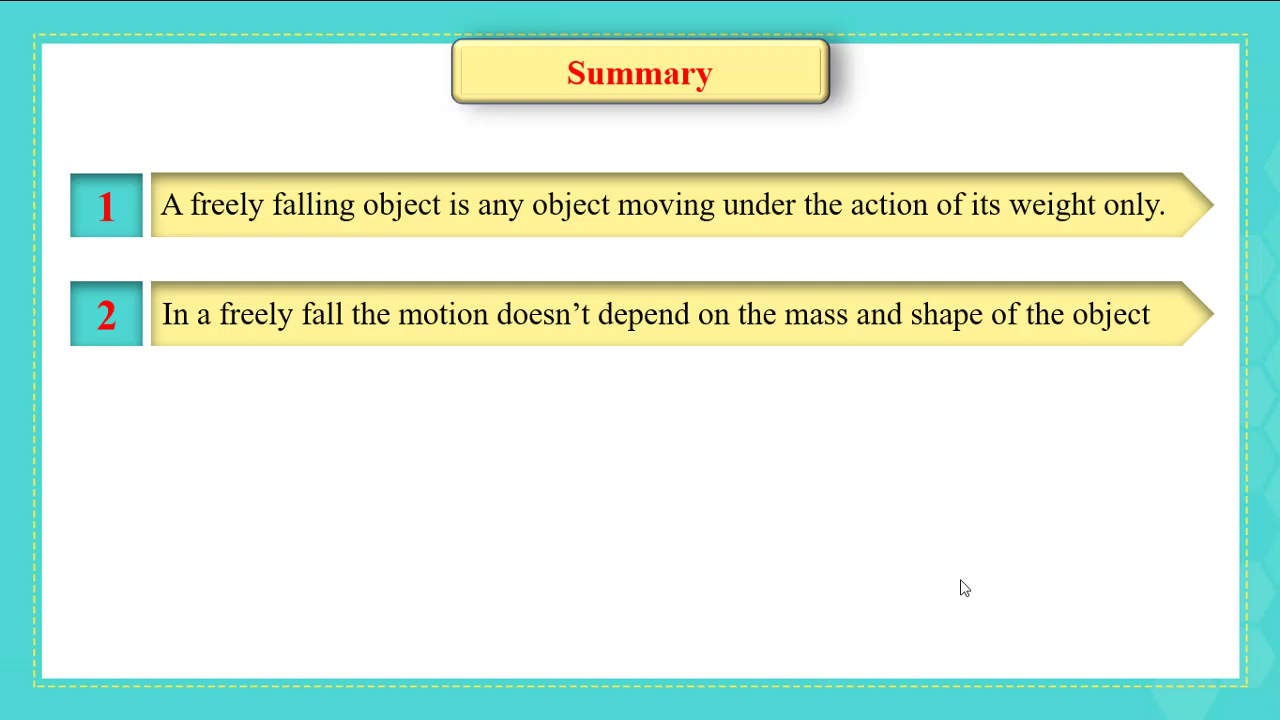 Summary
1
A freely falling object is any object moving under the action of its weight only.
2
In a freely fall the motion doesn’t depend on the mass and shape of the object